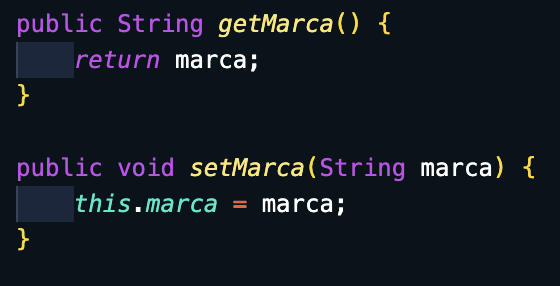 public String getMarca() {
    return marca;
}

public void setMarca(String marca) {
    this.marca = marca;
}